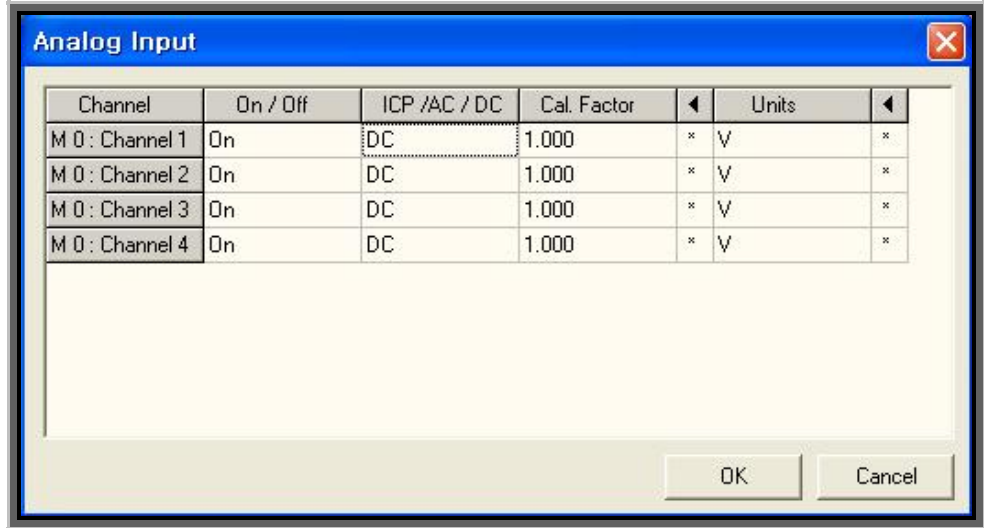 Analog Input
Channel On / Off ICP /AC / DC Cal. Factor ◀ Units ◀
M 0 : Channel 1 On DC 1.000 * V *
M 0 : Channel 2 On DC 1.000 * V *
M 0 : Channel 3 On DC 1.000 * V *
M 0 : Channel 4 On DC 1.000 * V *
OK Cancel